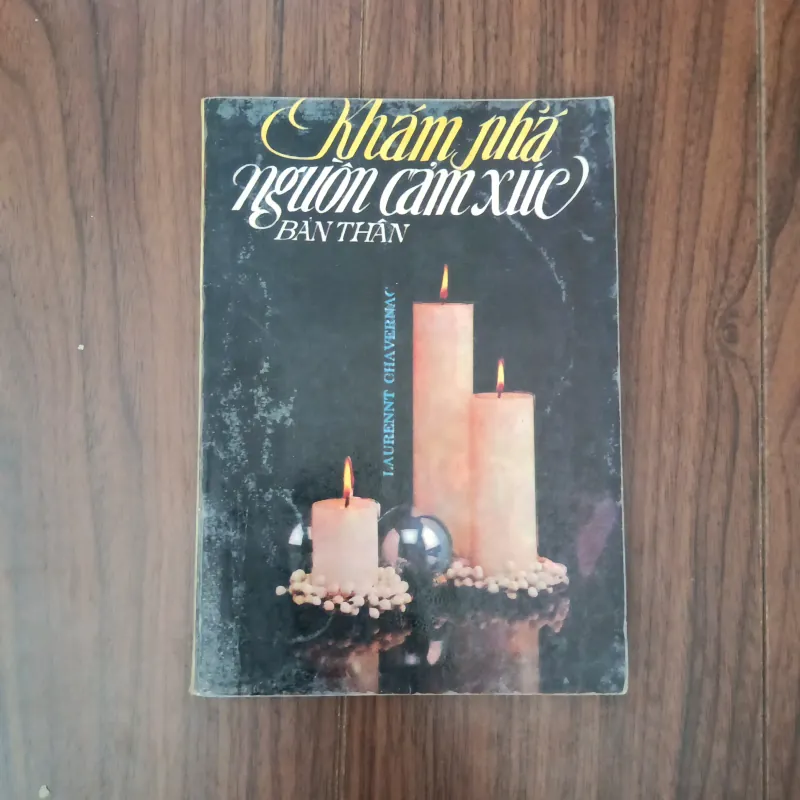 Khám phá
nguồn cảm xúc
BẢN THÂN
LAURENNT CHAVERNAC